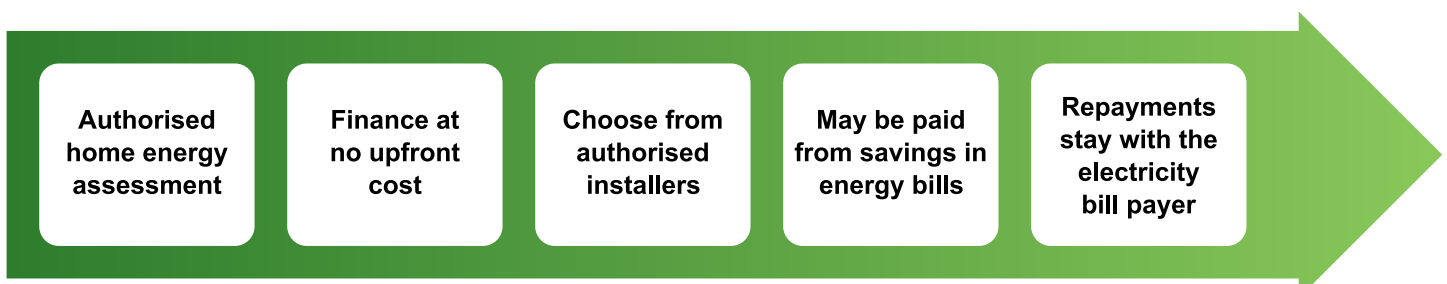 Authorised
home energy
assessment
Finance at
no upfront
cost
Choose from
authorised
installers
May be paid
from savings in
energy bills
Repayments
stay with the
electricity
bill payer